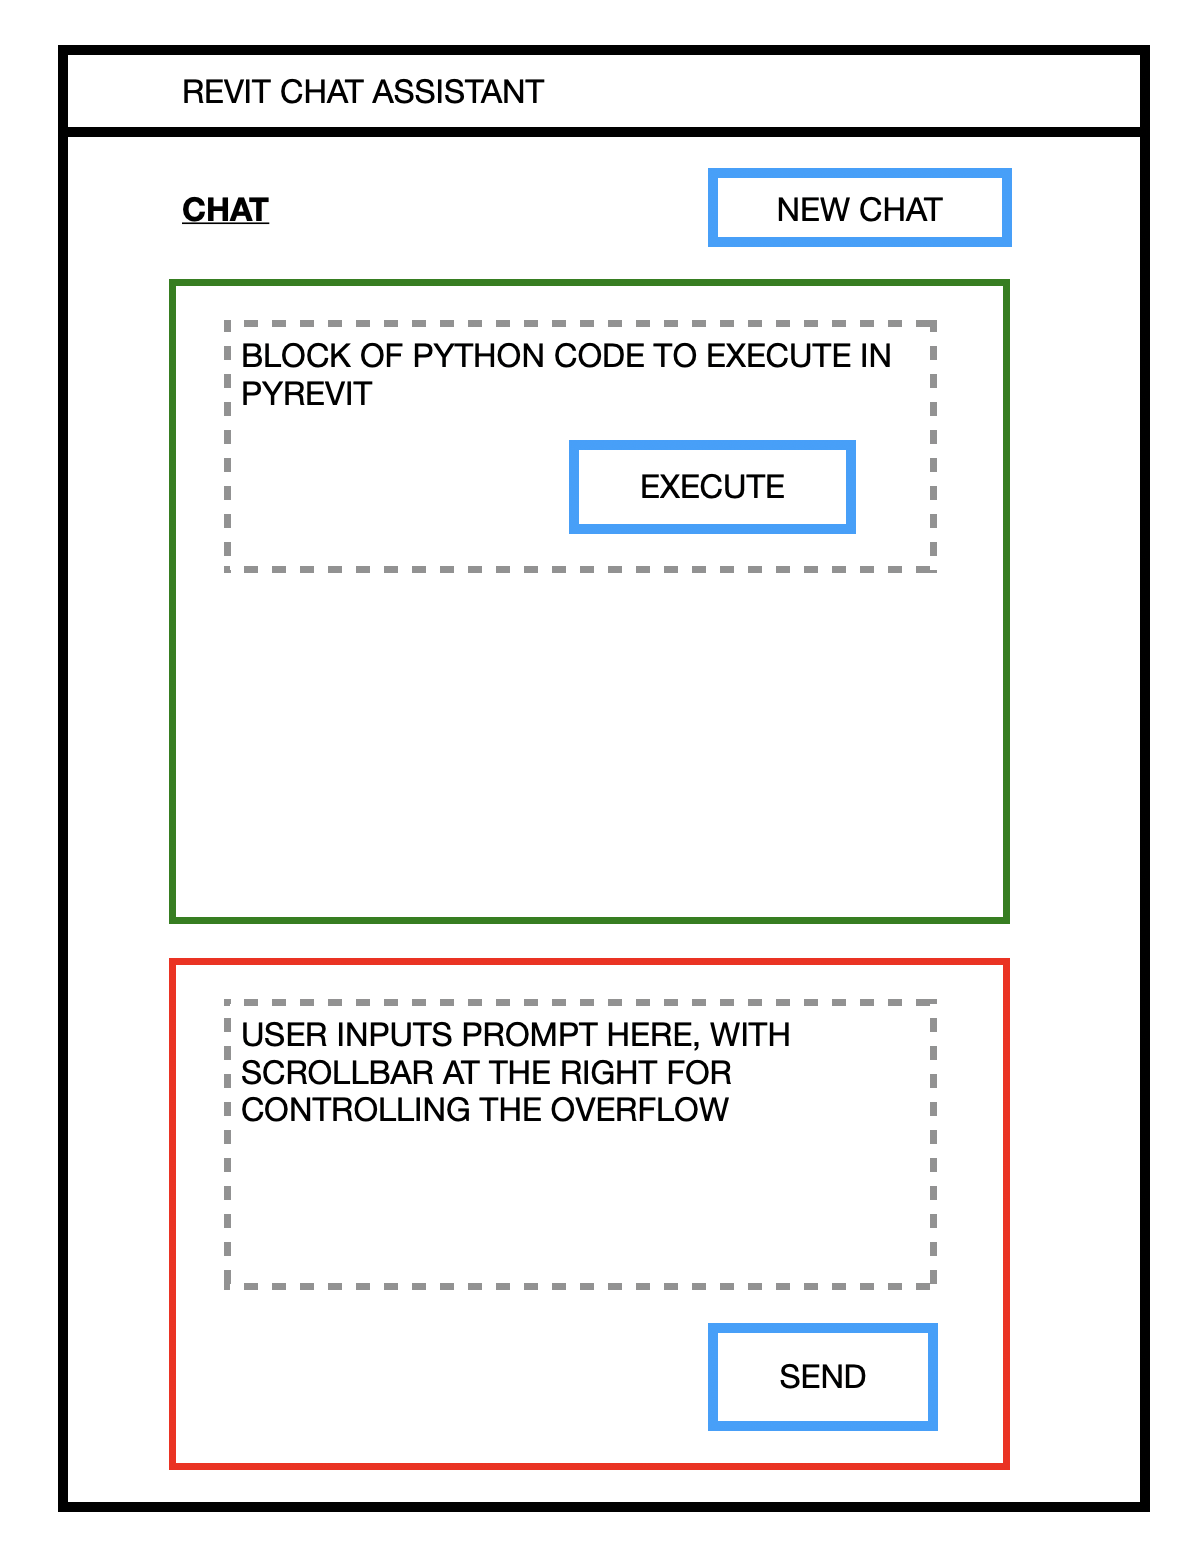 REVIT CHAT ASSISTANT
CHAT
NEW CHAT
BLOCK OF PYTHON CODE TO EXECUTE IN
PYREVIT
EXECUTE
USER INPUTS PROMPT HERE, WITH
SCROLLBAR AT THE RIGHT FOR
CONTROLLING THE OVERFLOW
SEND